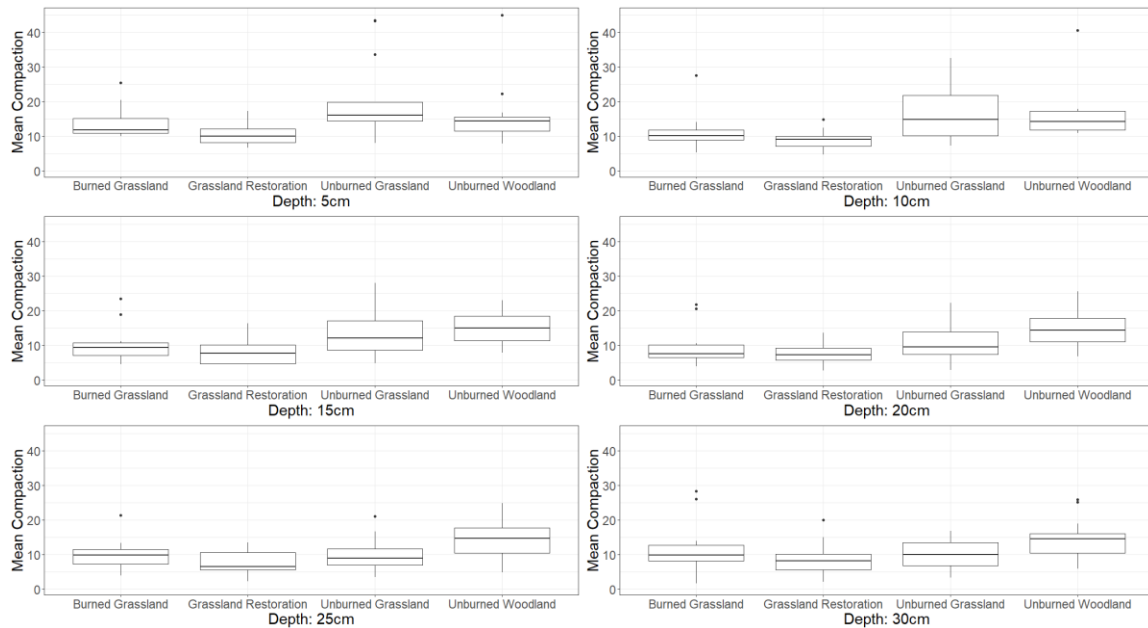 Mean Compaction
40
30
20
10
0
Burned Grassland Grassland Restoration Unburned Grassland Unburned Woodland
Depth: 5cm
Mean Compaction
40
30
20
10
0
Burned Grassland Grassland Restoration Unburned Grassland Unburned Woodland
Depth: 10cm
Mean Compaction
40
30
20
10
0
Burned Grassland Grassland Restoration Unburned Grassland Unburned Woodland
Depth: 15cm
Mean Compaction
40
30
20
10
0
Burned Grassland Grassland Restoration Unburned Grassland Unburned Woodland
Depth: 20cm
Mean Compaction
40
30
20
10
0
Burned Grassland Grassland Restoration Unburned Grassland Unburned Woodland
Depth: 25cm
Mean Compaction
40
30
20
10
0
Burned Grassland Grassland Restoration Unburned Grassland Unburned Woodland
Depth: 30cm